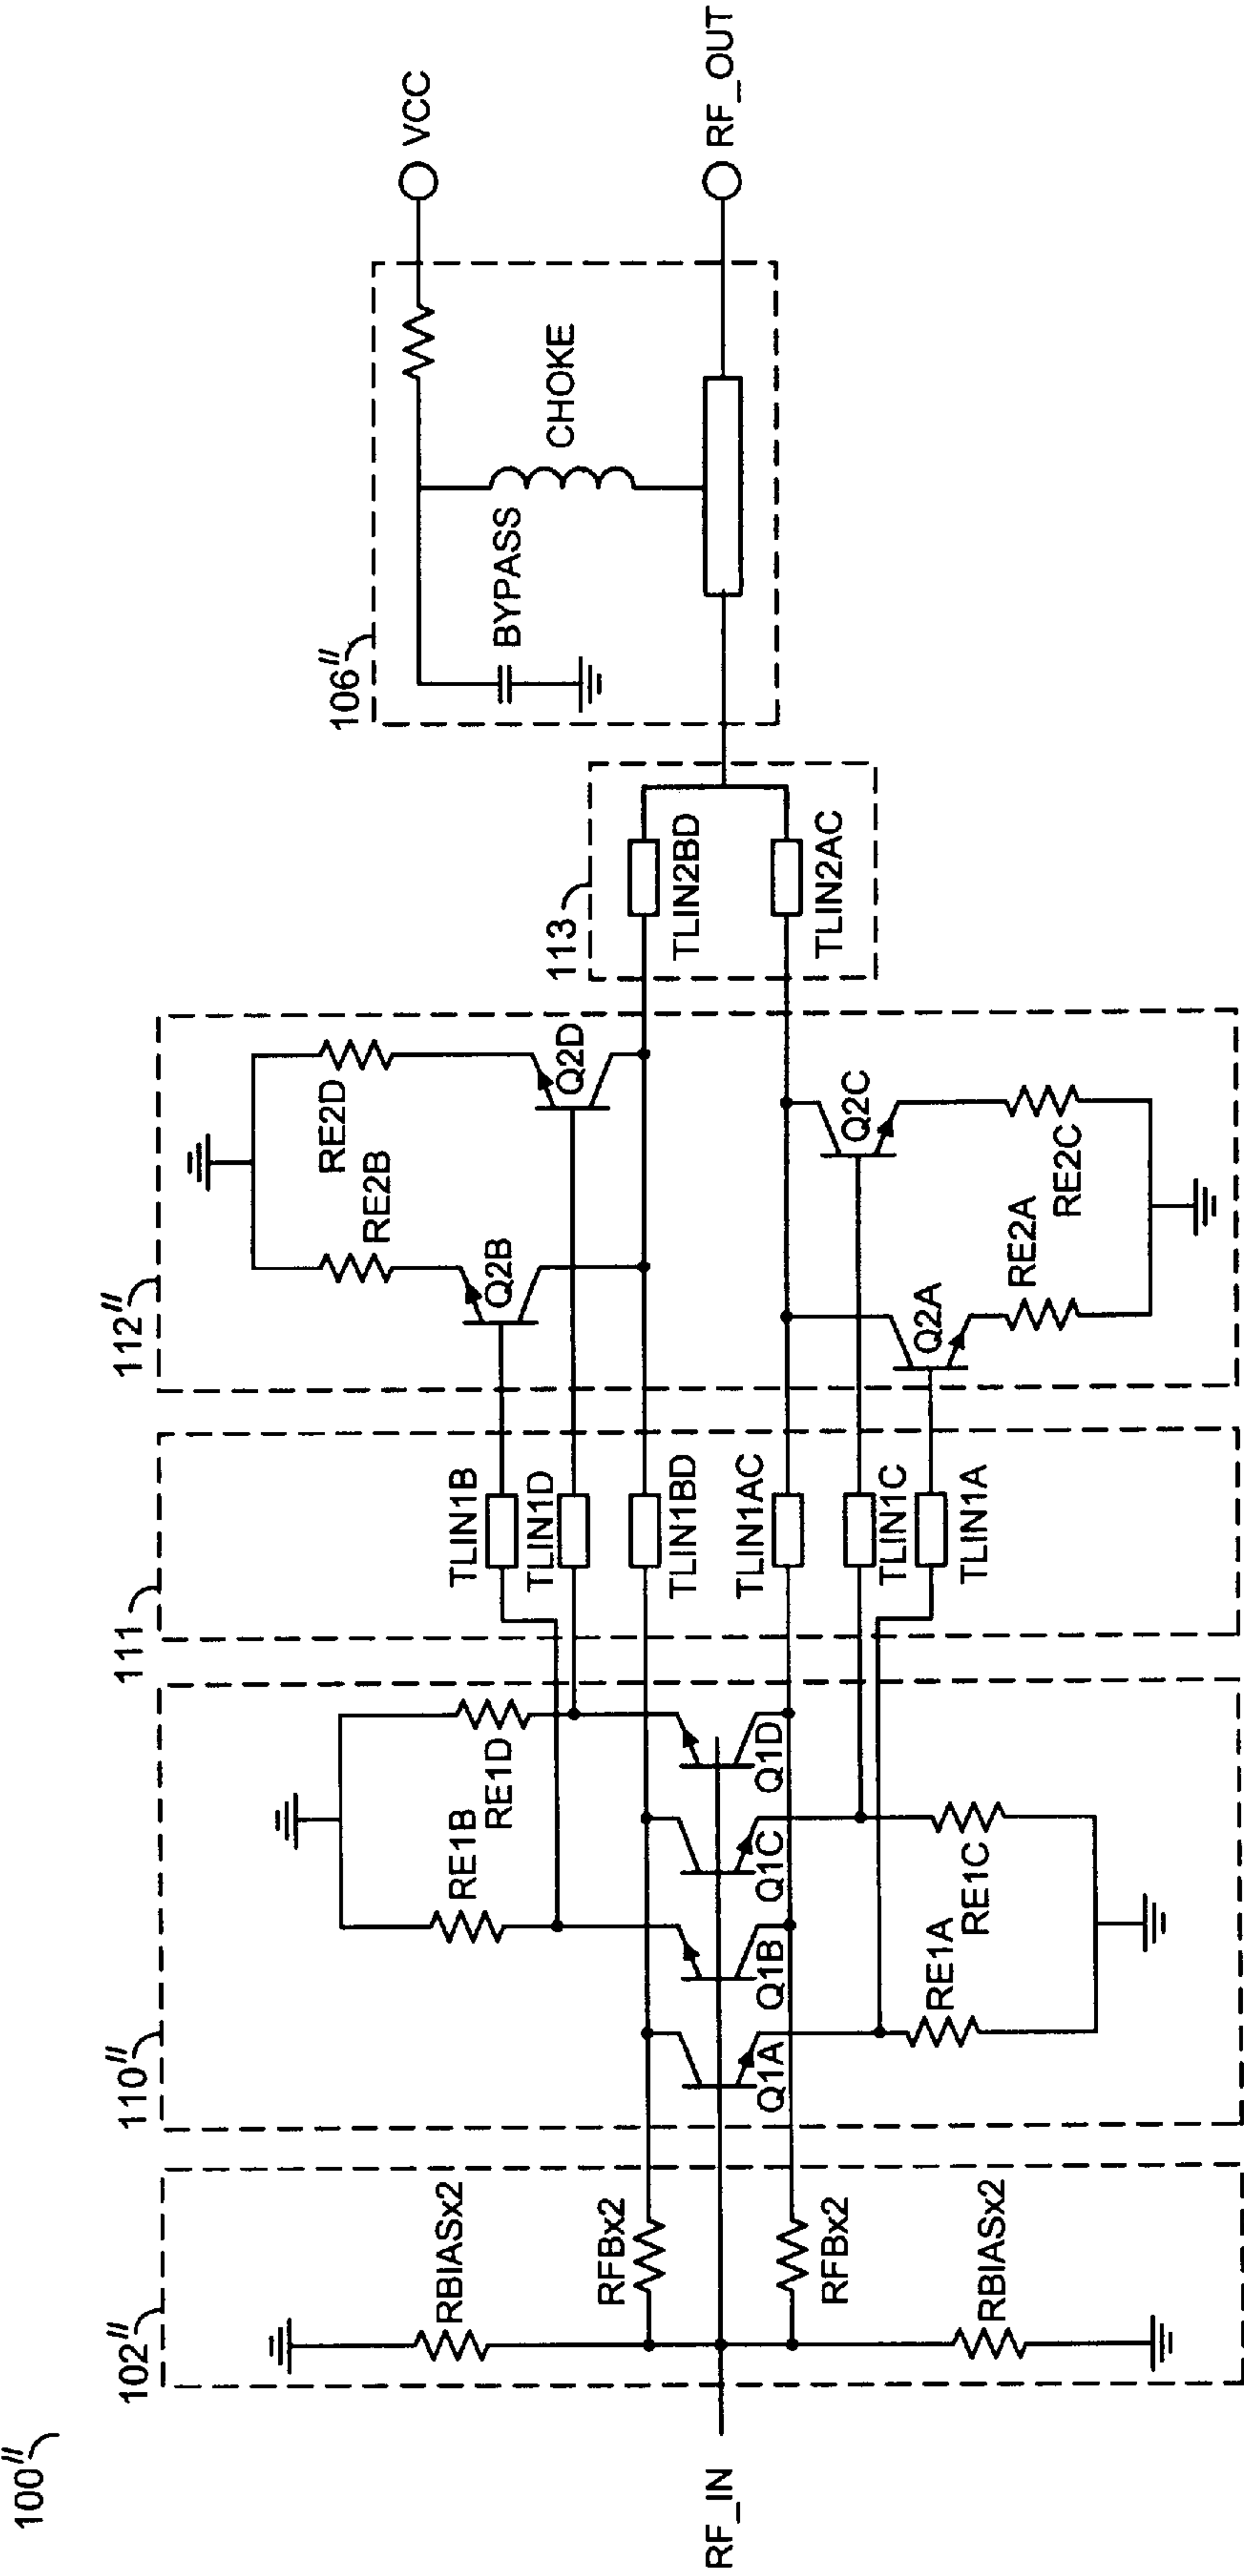 100"
VCC
RF_OUT
106"
BYPASS
CHOKE
113
TLIN2BD
TLIN2AC
112"
RE2D
RE2B
Q2D
Q2B
Q2C
Q2A
RE2C
RE2A
111
TLIN1B
TLIN1D
TLIN1BD
TLIN1AC
TLIN1C
TLIN1A
110"
RE1D
RE1B
Q1D
Q1C
Q1B
Q1A
RE1C
RE1A
102"
RBIASx2
RFBx2
RFBx2
RBIASx2
RF_IN